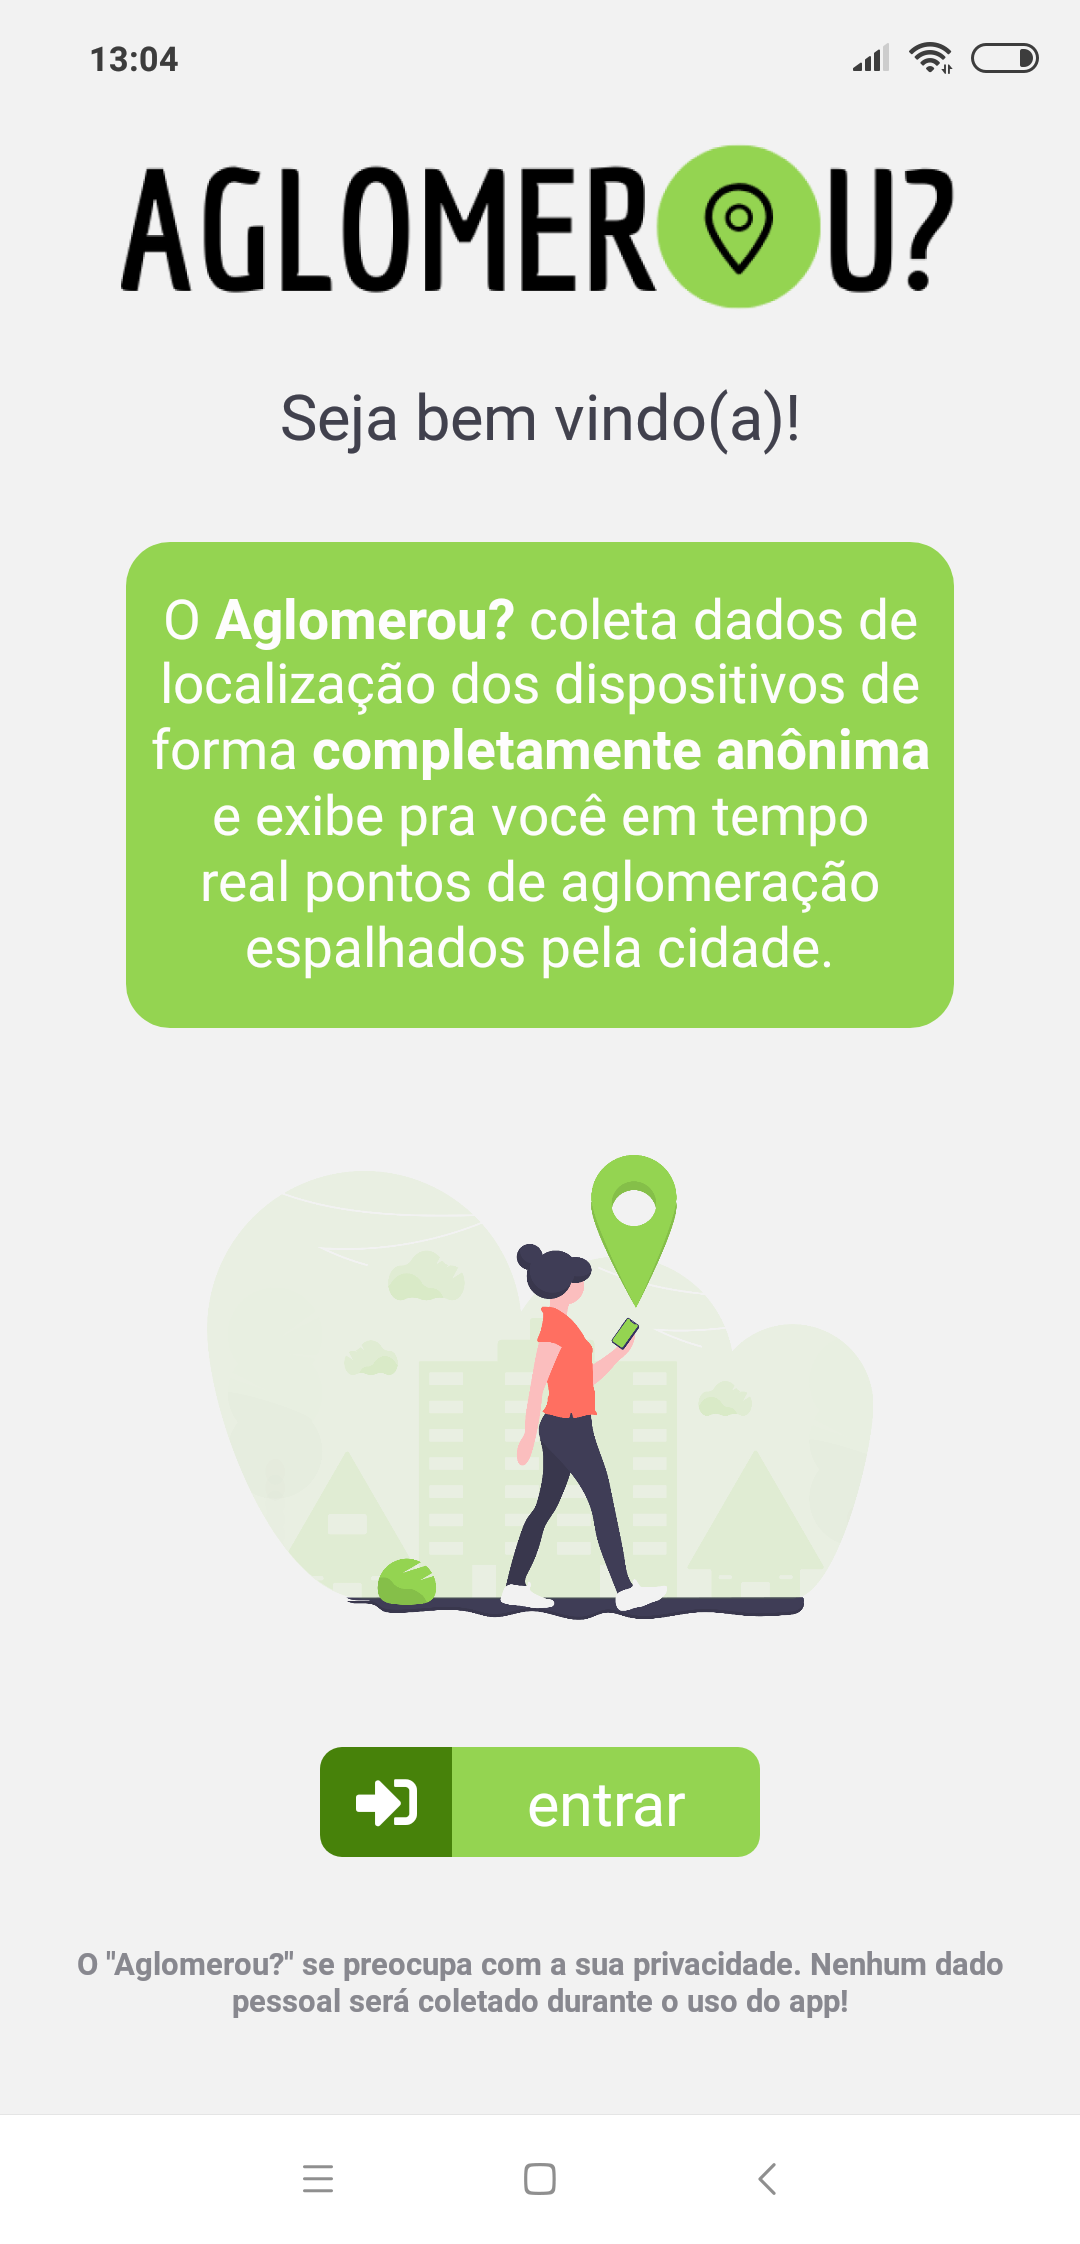 13:04
AGLOMEROU?
Seja bem vindo(a)!
O Aglomerou? coleta dados de
localização dos dispositivos de
forma completamente anônima
e exibe pra você em tempo
real pontos de aglomeração
espalhados pela cidade.
entrar
O "Aglomerou?" se preocupa com a sua privacidade. Nenhum dado
pessoal será coletado durante o uso do app!